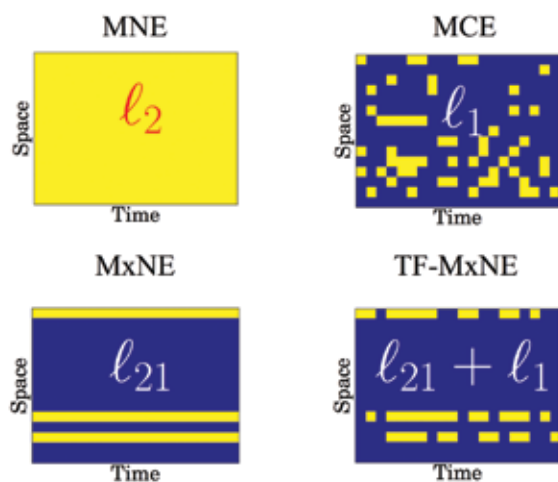 MNE
MCE
Space
ℓ2
Time
Space
ℓ1
Time
MxNE
TF-MxNE
Space
ℓ21
Time
Space
ℓ21 + ℓ1
Time